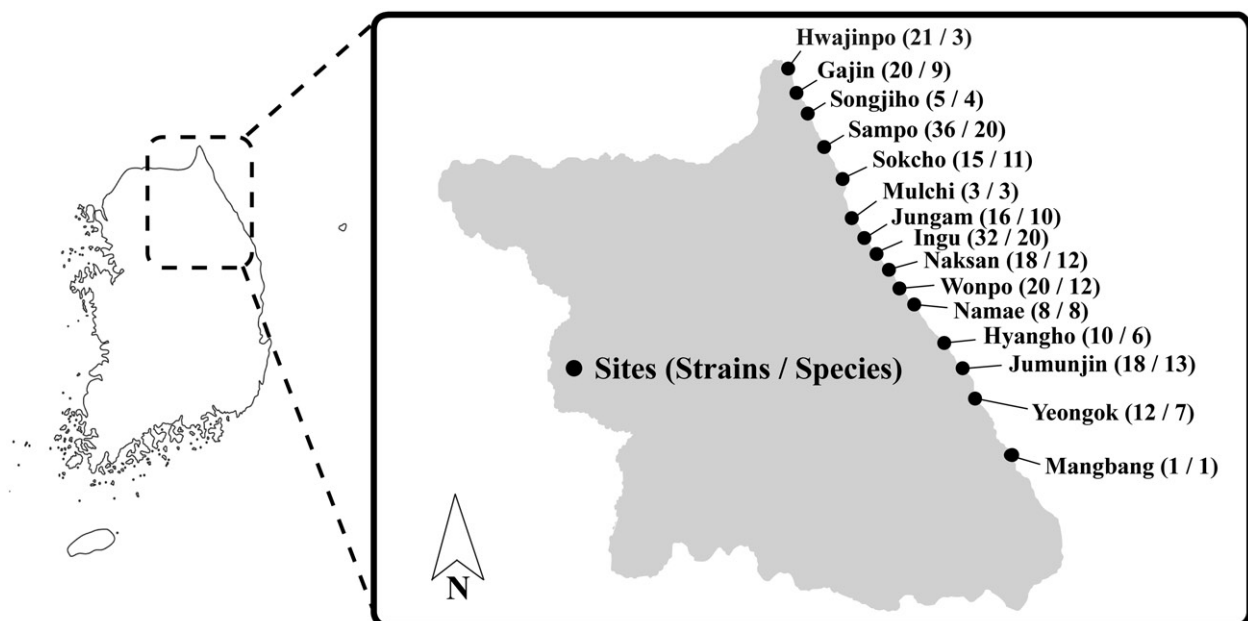 Hwajinpo (21 / 3)
Gajin (20 / 9)
Songjiho (5 / 4)
Sampo (36 / 20)
Sokcho (15 / 11)
Mulchi (3 / 3)
Jungam (16 / 10)
Ingu (32 / 20)
Naksan (18 / 12)
Wonpo (20 / 12)
Namae (8 / 8)
Hyangho (10 / 6)
Sites (Strains / Species)
Jumunjin (18 / 13)
Yeongok (12 / 7)
Mangbang (1 / 1)
N